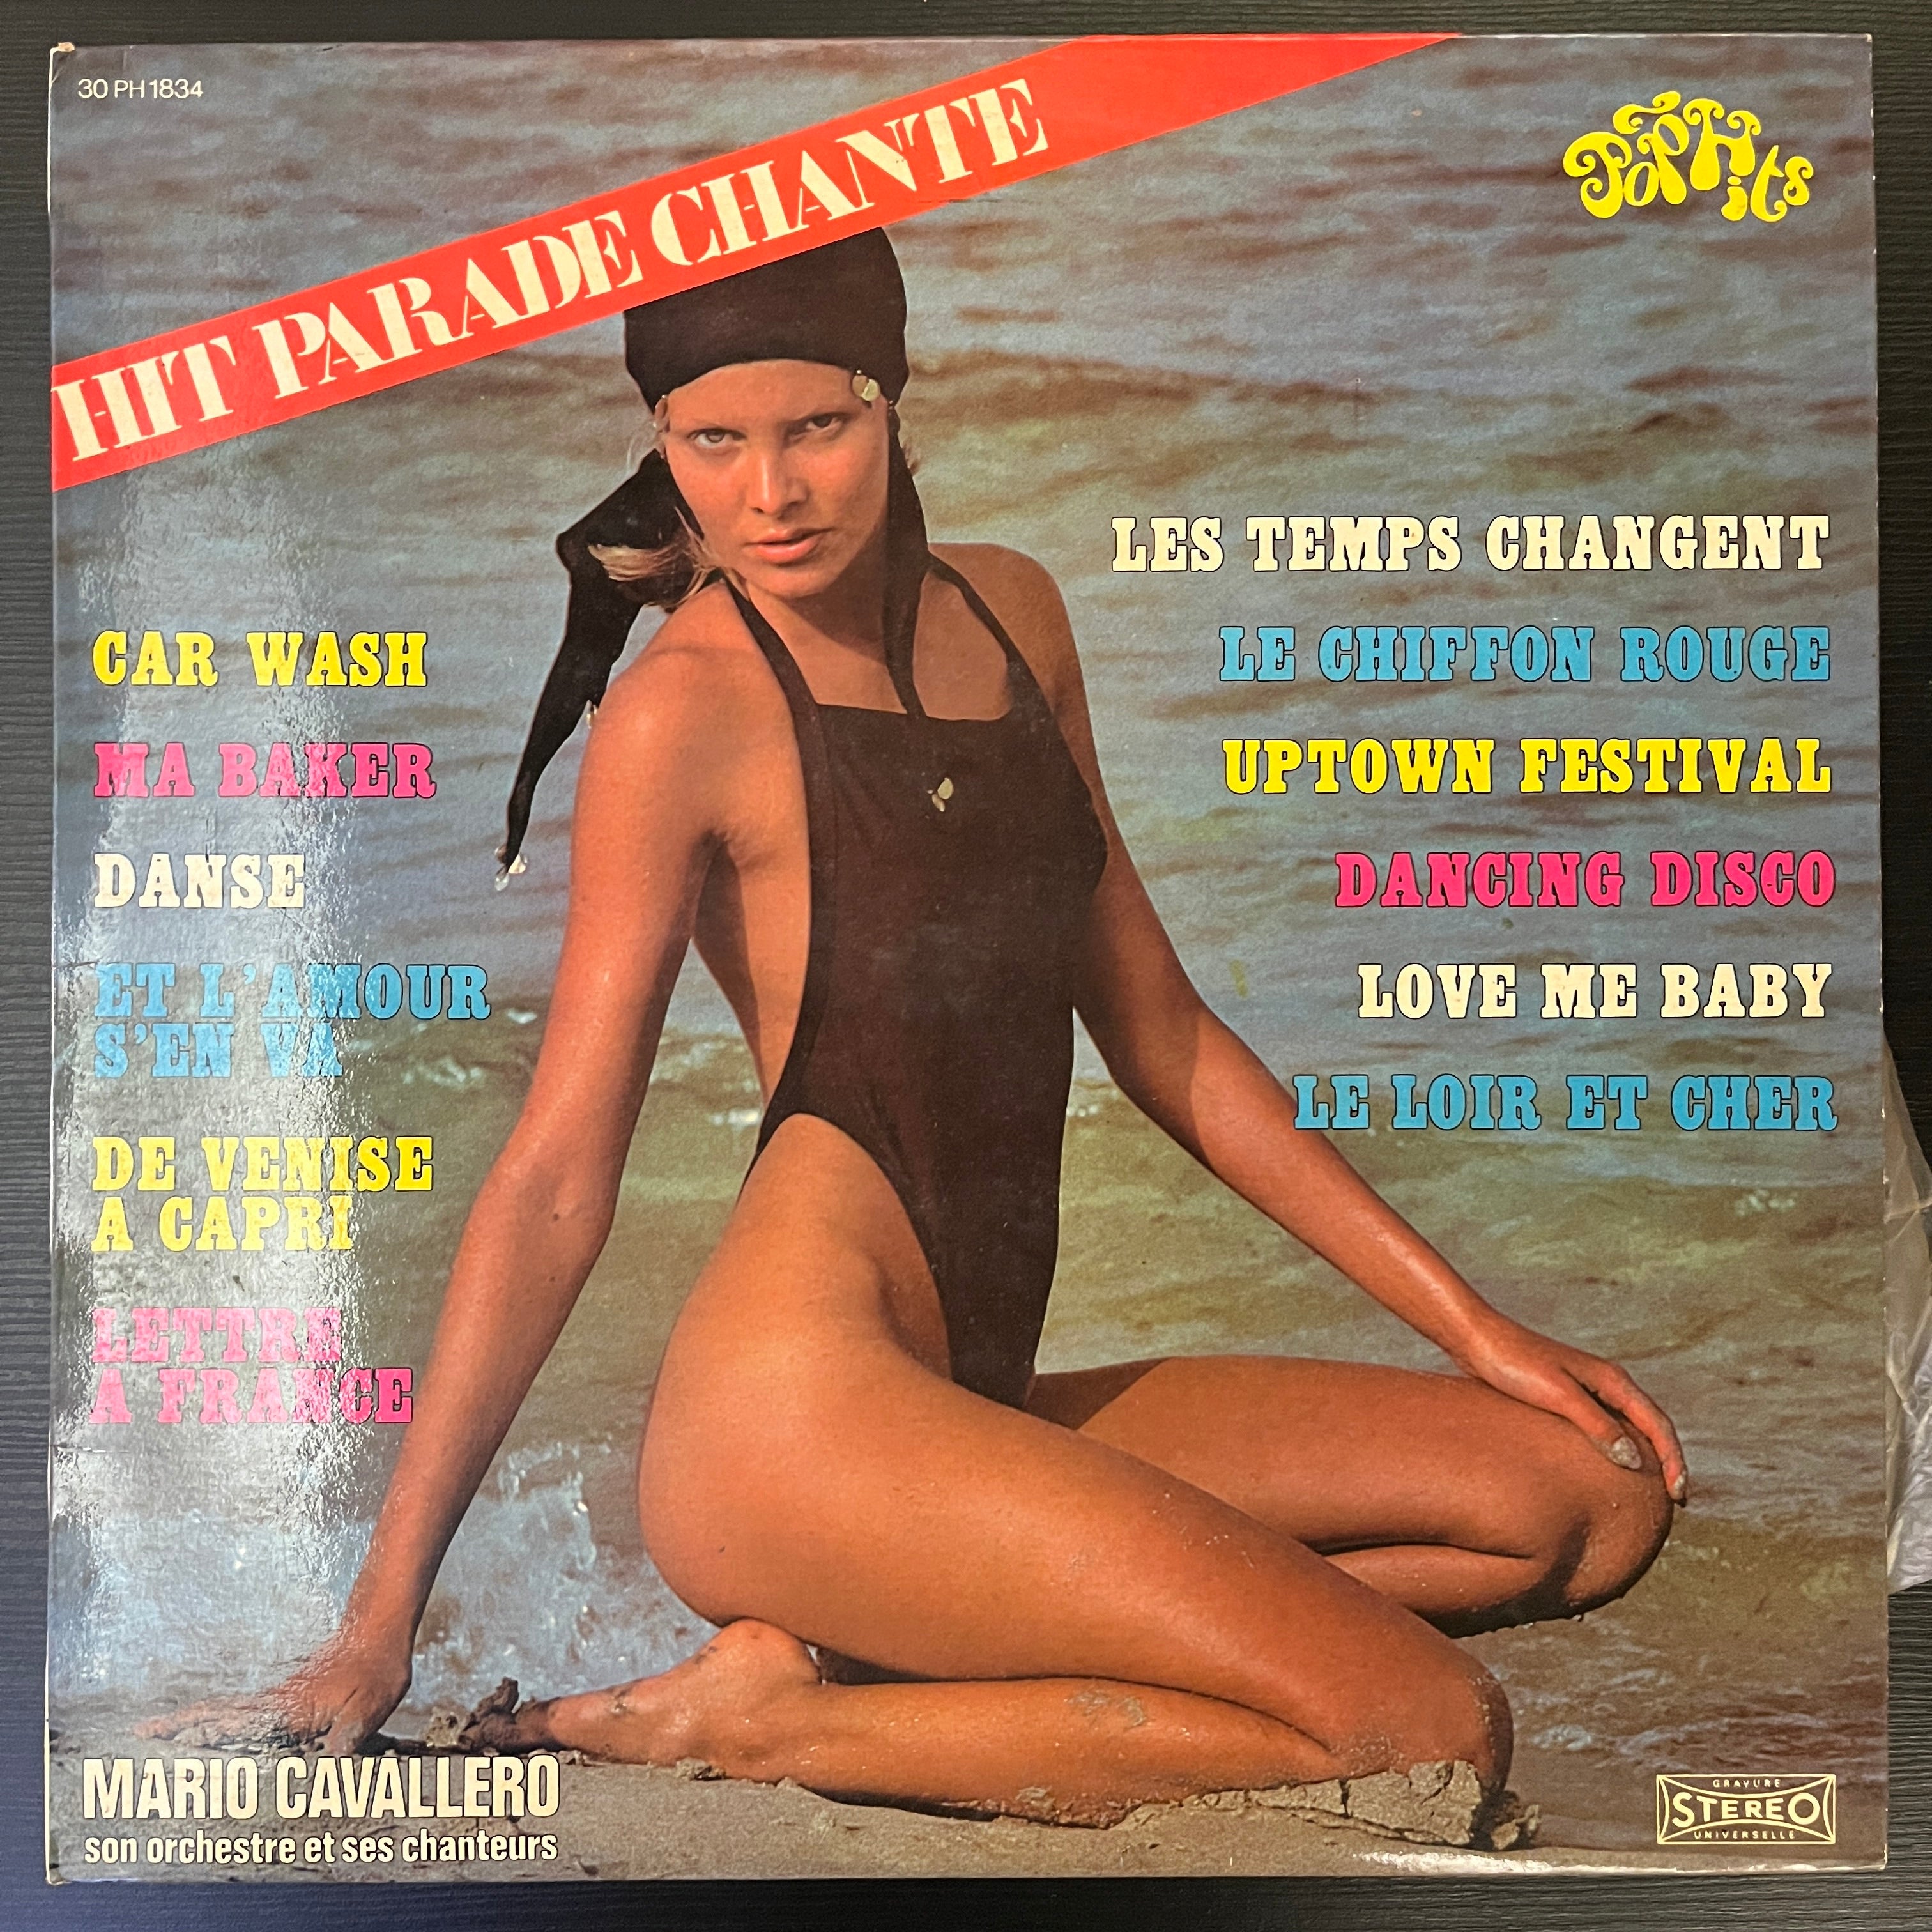 30 PH 1834
HIT PARADE CHANTE
POP Hits
CAR WASH
MA BAKER
DANSE
ET L'AMOUR
S'EN VA
DE VENISE
A CAPRI
LETTRE
A FRANCE
LES TEMPS CHANGENT
LE CHIFFON ROUGE
UPTOWN FESTIVAL
DANCING DISCO
LOVE ME BABY
LE LOIR ET CHER
MARIO CAVALLERO
son orchestre et ses chanteurs
GRAVURE
STEREO
UNIVERSELLE